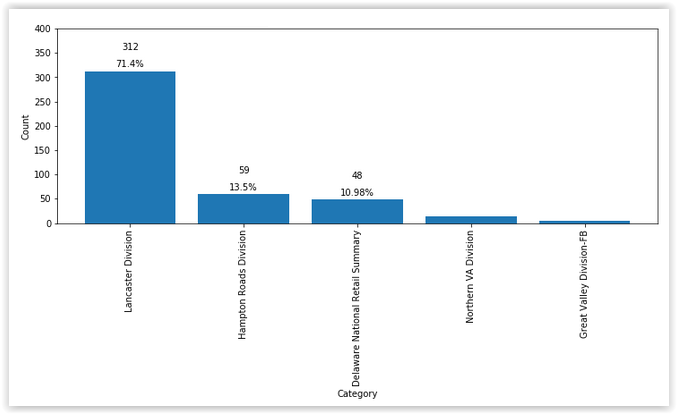 400
350
300
250
200
150
100
50
0
Count
312
71.4%
59
13.5%
48
10.98%
Lancaster Division
Hampton Roads Division
Delaware National Retail Summary
Northern VA Division
Great Valley Division-FB
Category